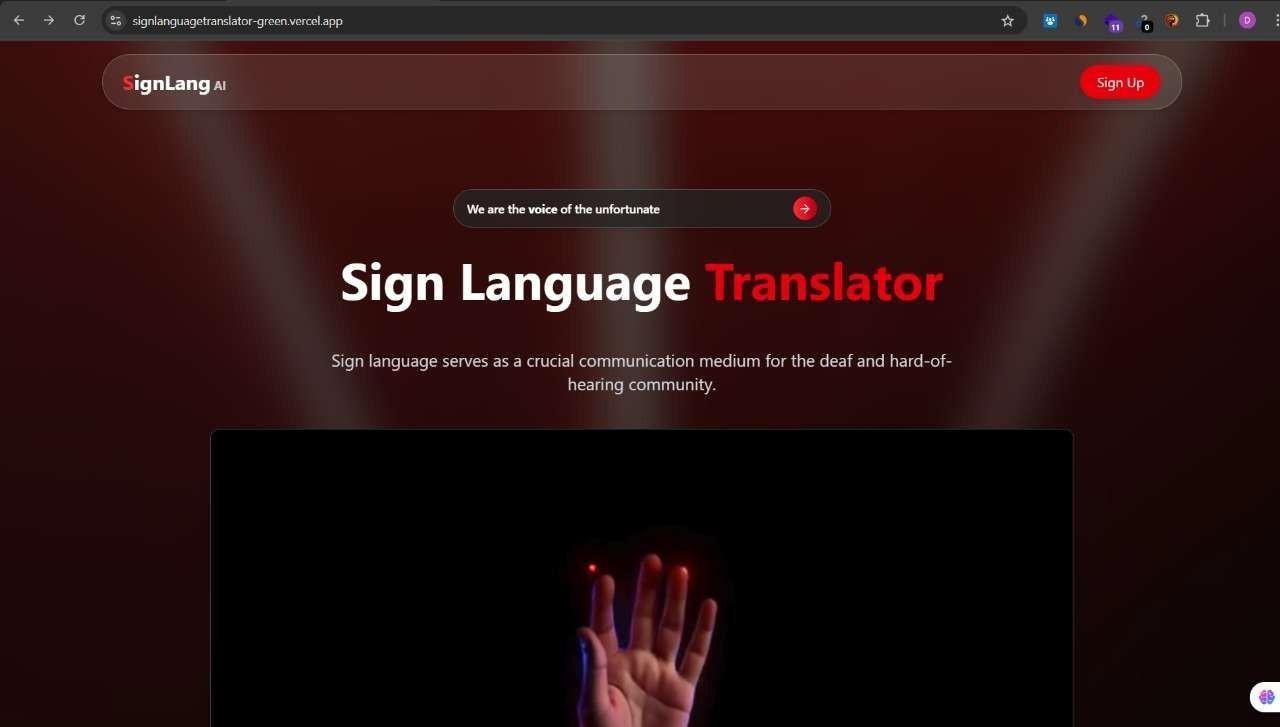 signlanguagetranslator-green.vercel.app
11
0
D
SignLang AI
Sign Up
We are the voice of the unfortunate
Sign Language Translator
Sign language serves as a crucial communication medium for the deaf and hard-of-
hearing community.